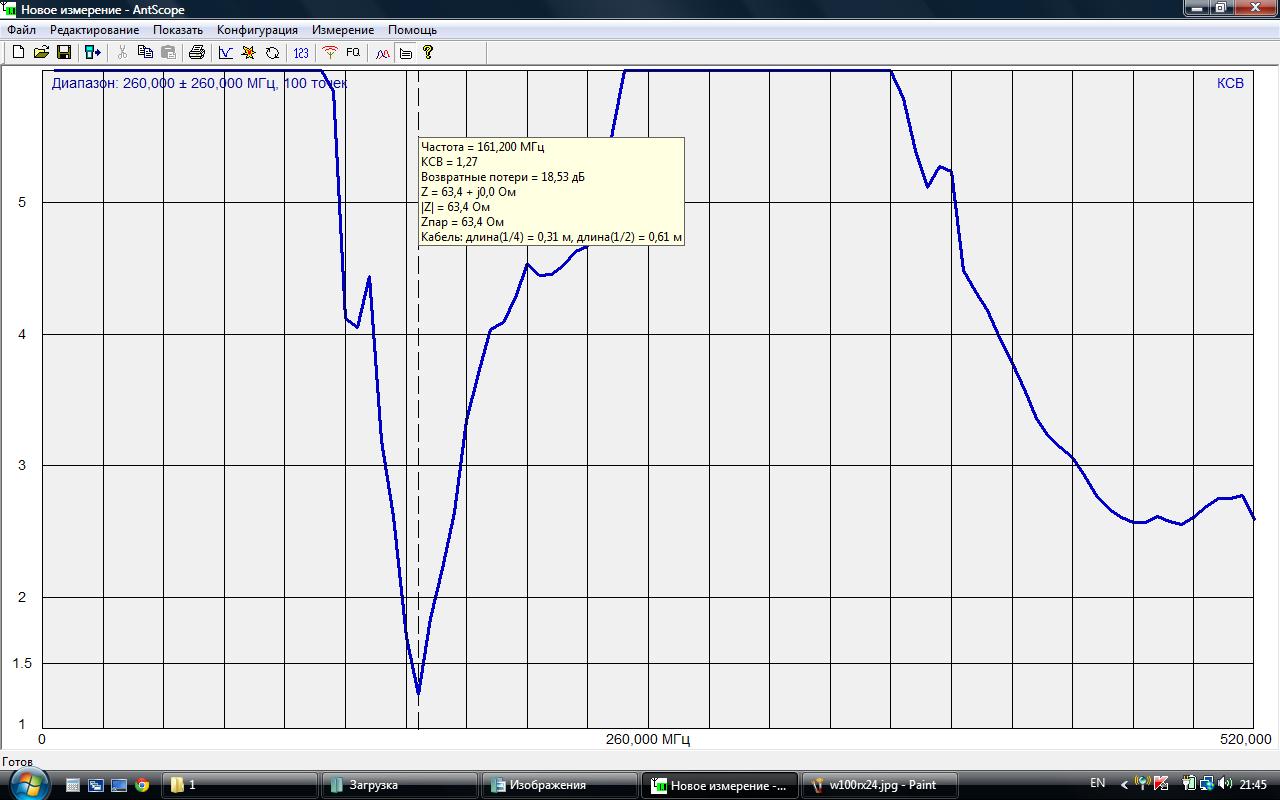 Новое измерение - AntScope
Файл Редактирование Показать Конфигурация Измерение Помощь
123 FQ ?
Диапазон: 260,000 ± 260,000 МГц, 100 точек КСВ
Частота = 161,200 МГц
КСВ = 1,27
Возвратные потери = 18,53 дБ
Z = 63,4 + j0,0 Ом
|Z| = 63,4 Ом
Zпар = 63,4 Ом
Кабель: длина(1/4) = 0,31 м, длина(1/2) = 0,61 м
5
4
3
2
1.5
1
0 260,000 МГц 520,000
Готов
1 Загрузка Изображения Новое измерение -... w100rx24.jpg - Paint EN 21:45